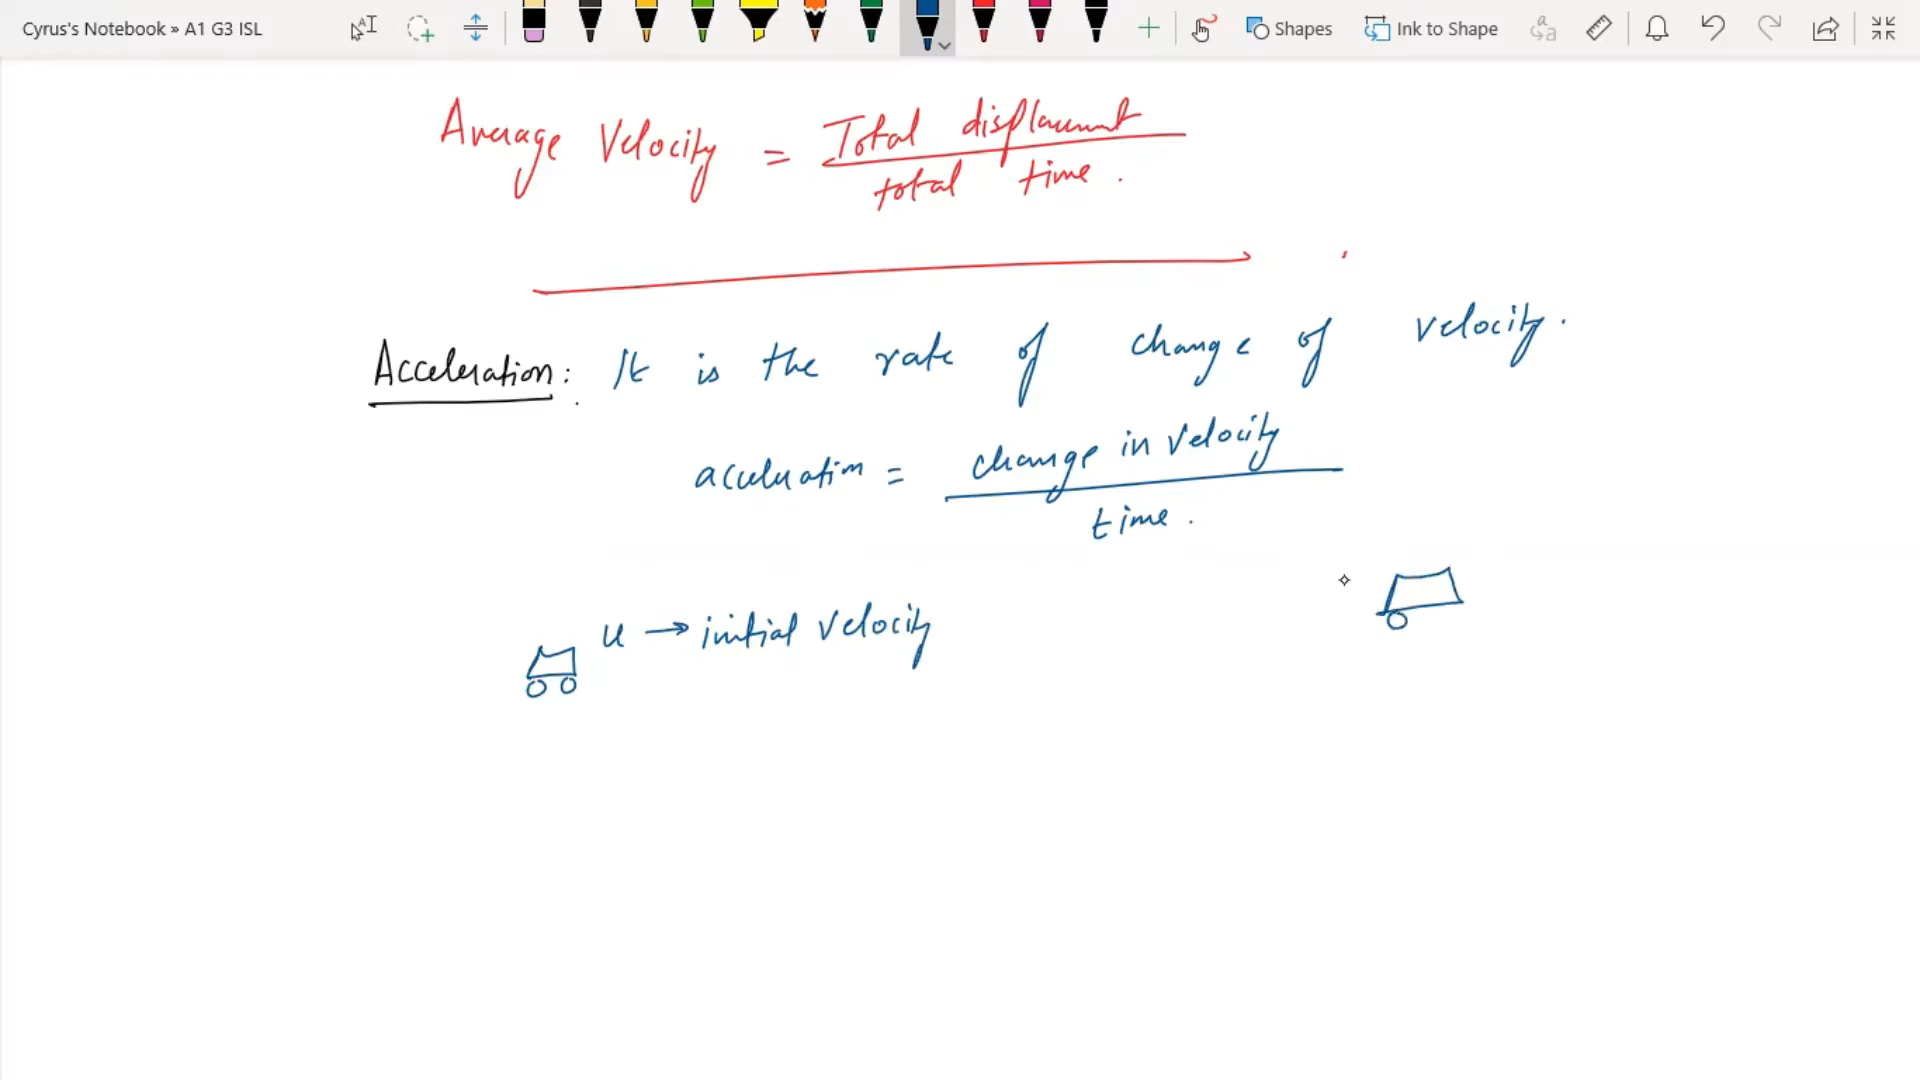 Cyrus's Notebook » A1 G3 ISL
Shapes
Ink to Shape
Average Velocity = Total displacement
total time.
Acceleration: It is the rate of change of velocity.
acceleration = change in velocity
time.
u → initial velocity